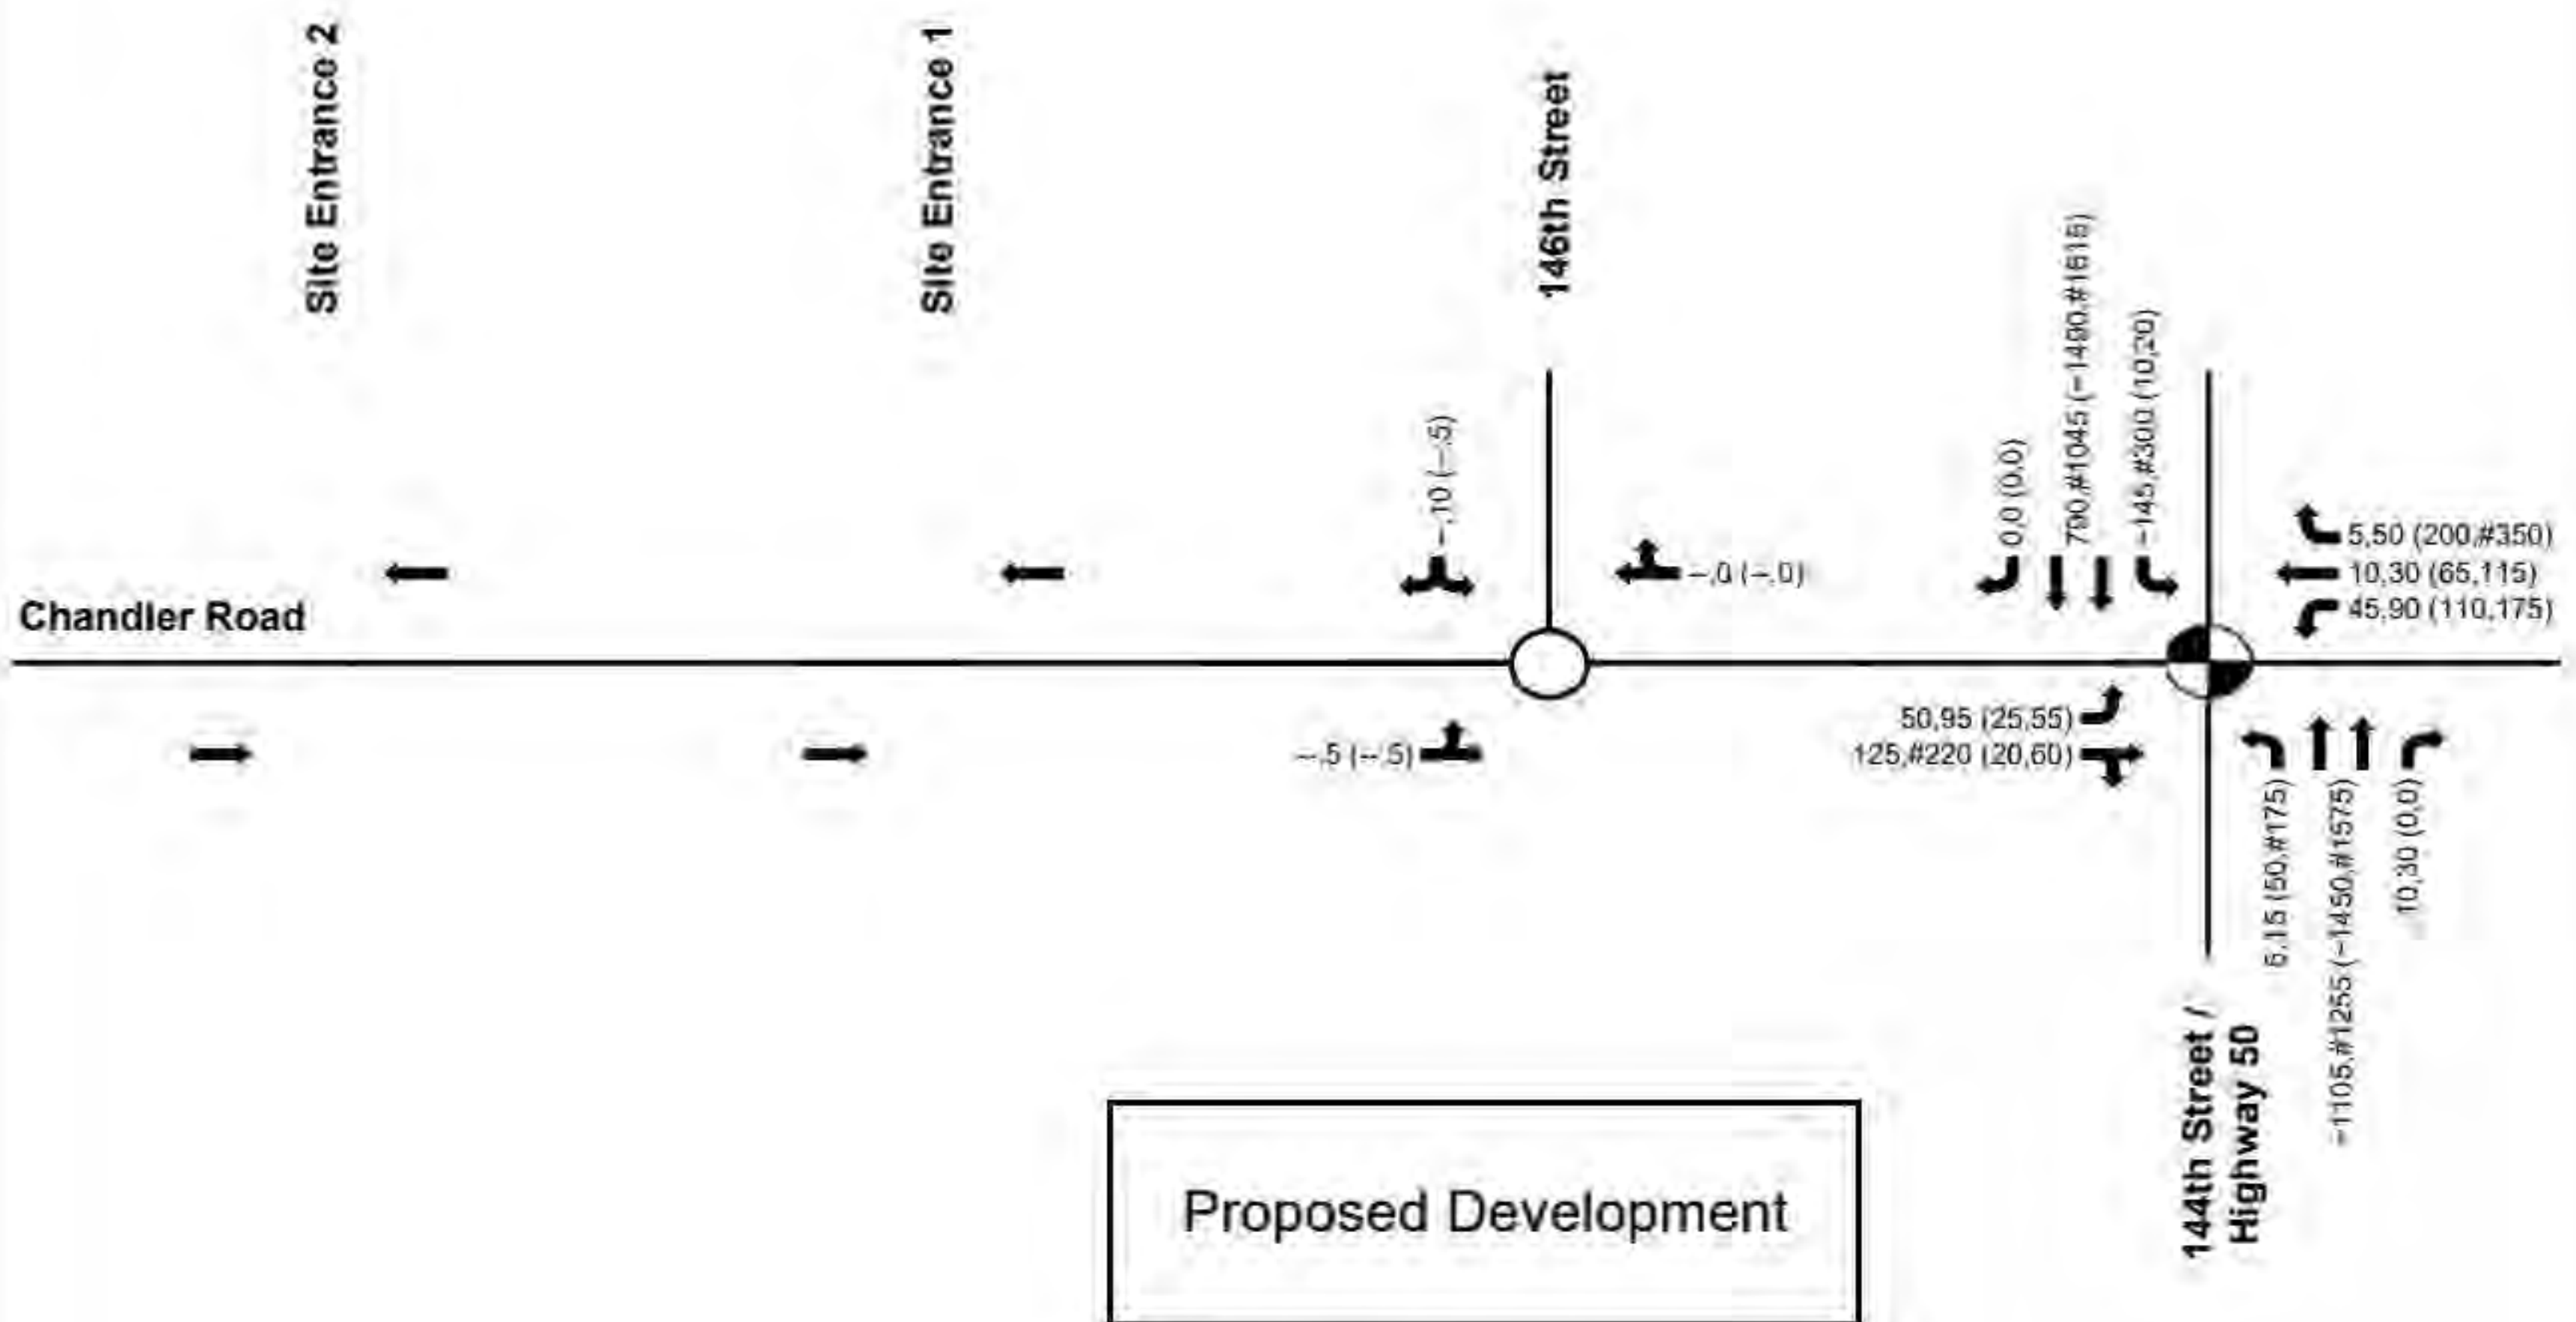 Site Entrance 2
Site Entrance 1
146th Street
Chandler Road
--,10 (--,5)
--,0 (--,0)
--,5 (--,5)
0,0 (0,0)
790,#1045 (~1490,#1615)
~145,#300 (10,20)
5,50 (200,#350)
10,30 (65,115)
45,90 (110,175)
50,95 (25,55)
125,#220 (20,60)
5,15 (50,#175)
~1105,#1255 (~1450,#1575)
10,30 (0,0)
144th Street /
Highway 50
Proposed Development